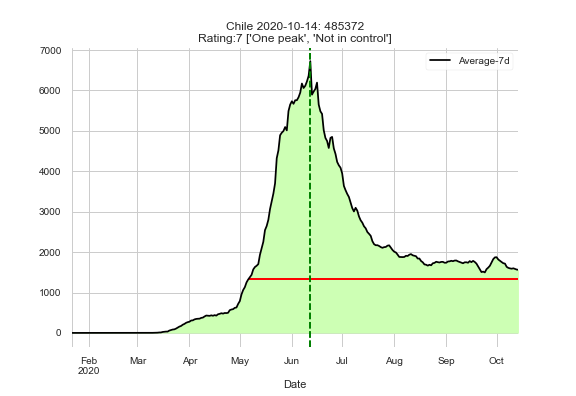 Chile 2020-10-14: 485372
Rating:7 ['One peak', 'Not in control']
Average-7d
7000
6000
5000
4000
3000
2000
1000
0
Feb Mar Apr May Jun Jul Aug Sep Oct
2020
Date